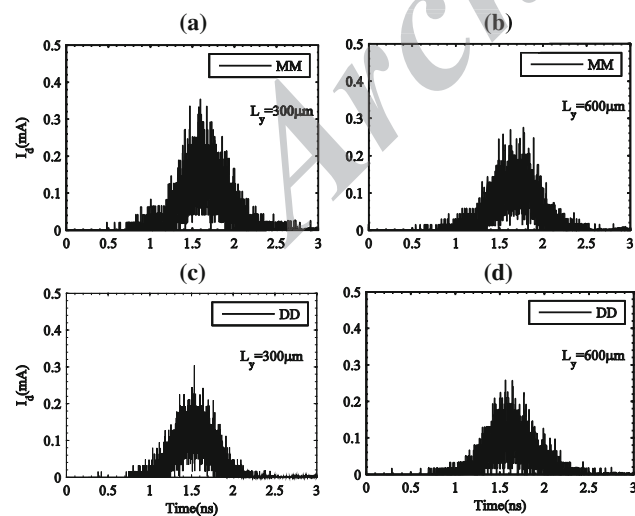 (a) (b)
0.5 0.5
MM MM
0.4 0.4
0.3 0.3
L_y=300μm L_y=600μm
I_d(mA)
0.2 0.2
0.1 0.1
0 0
0 0.5 1 1.5 2 2.5 3 0 0.5 1 1.5 2 2.5 3
(c) (d)
0.5 0.5
DD DD
0.4 0.4
L_y=300μm L_y=600μm
0.3 0.3
I_d(mA)
0.2 0.2
0.1 0.1
0 0
0 0.5 1 1.5 2 2.5 3 0 0.5 1 1.5 2 2.5 3
Time(ns) Time(ns)